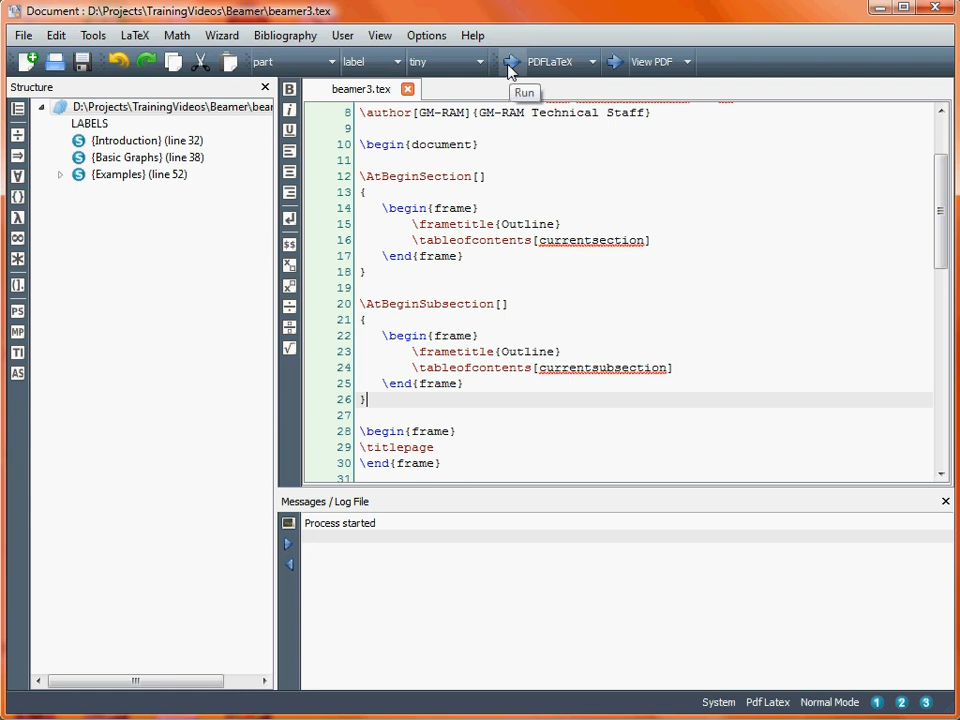 Document : D:\Projects\TrainingVideos\Beamer\beamer3.tex
File Edit Tools LaTeX Math Wizard Bibliography User View Options Help
part label tiny PDFLaTeX View PDF
Run
Structure
beamer3.tex
D:\Projects\TrainingVideos\Beamer\bear
LABELS
{Introduction} (line 32)
{Basic Graphs} (line 38)
{Examples} (line 52)
8 \author[GM-RAM]{GM-RAM Technical Staff}
9
10 \begin{document}
11
12 \AtBeginSection[]
13 {
14 \begin{frame}
15 \frametitle{Outline}
16 \tableofcontents[currentsection]
17 \end{frame}
18 }
19
20 \AtBeginSubsection[]
21 {
22 \begin{frame}
23 \frametitle{Outline}
24 \tableofcontents[currentsubsection]
25 \end{frame}
26 }
27
28 \begin{frame}
29 \titlepage
30 \end{frame}
31
Messages / Log File
Process started
PS
MP
TI
AS
System Pdf Latex Normal Mode 1 2 3